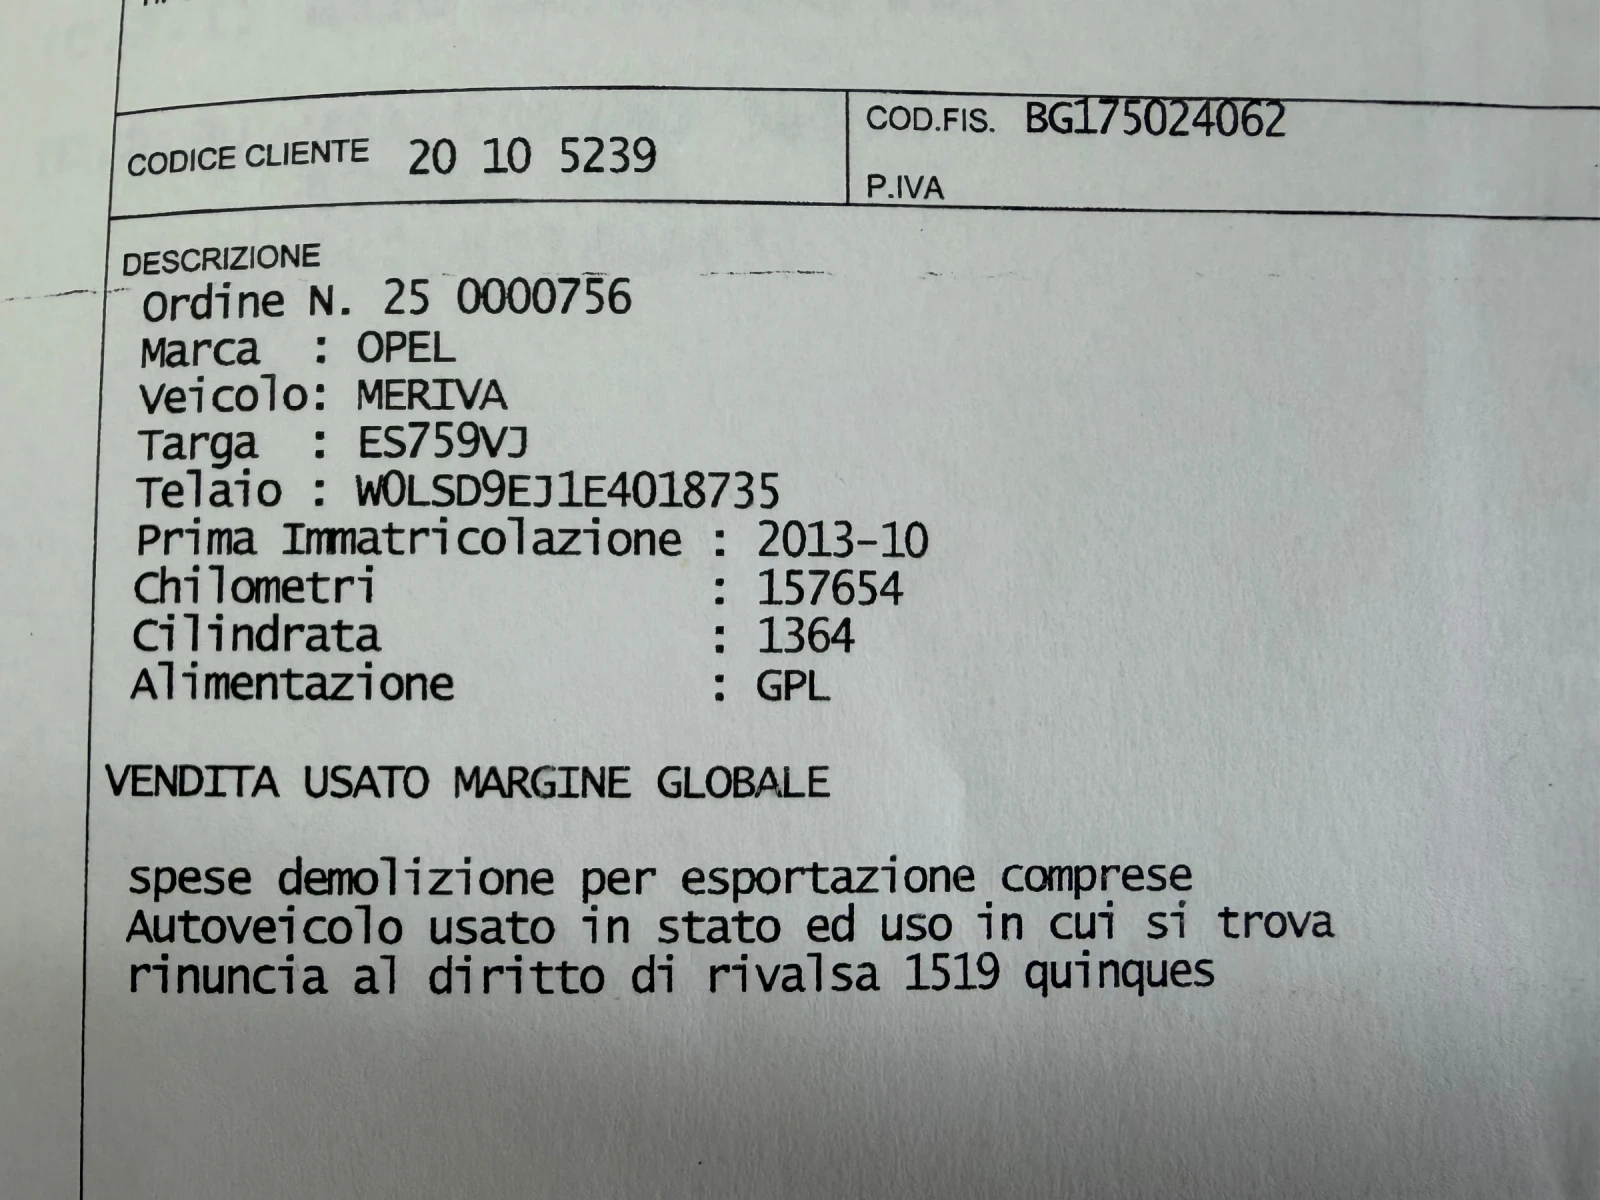 CODICE CLIENTE 20 10 5239
COD.FIS. BG175024062
P.IVA
DESCRIZIONE
Ordine N. 25 0000756
Marca : OPEL
Veicolo: MERIVA
Targa : ES759VJ
Telaio : W0LSD9EJ1E4018735
Prima Immatricolazione : 2013-10
Chilometri : 157654
Cilindrata : 1364
Alimentazione : GPL
VENDITA USATO MARGINE GLOBALE
spese demolizione per esportazione comprese
Autoveicolo usato in stato ed uso in cui si trova
rinuncia al diritto di rivalsa 1519 quinques